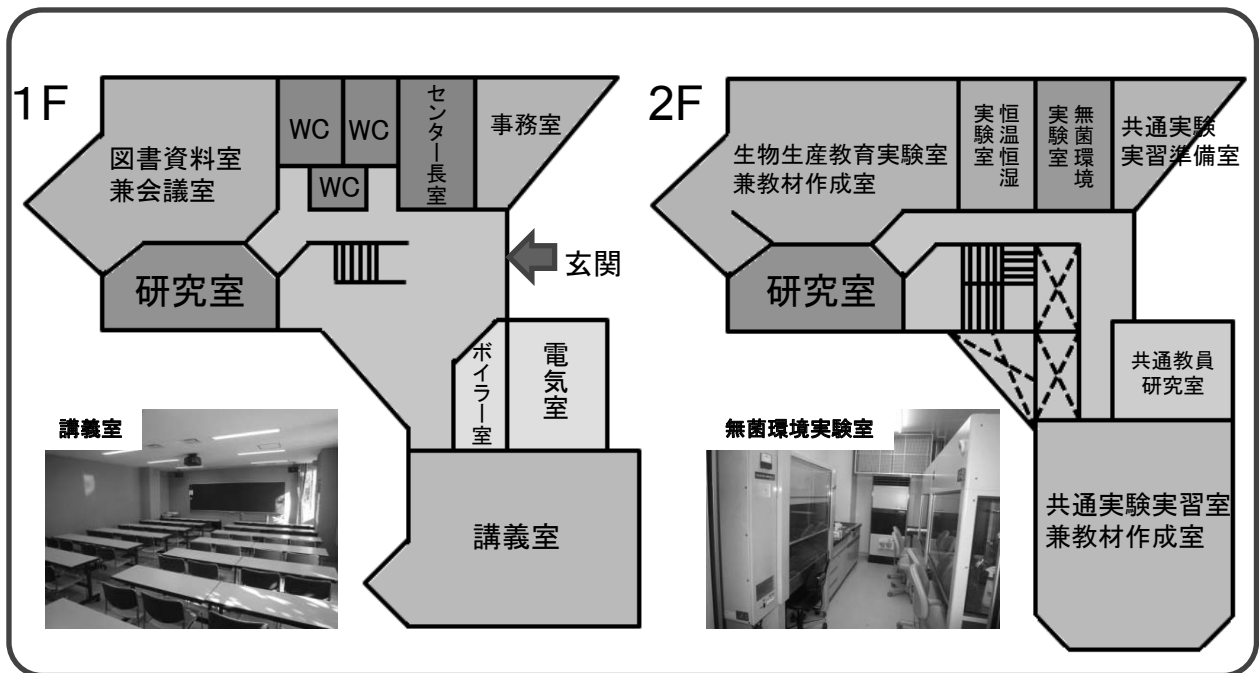 1F
図書資料室
兼会議室
WC
WC
WC
センター長室
事務室
研究室
玄関
ボイラー室
電気室
講義室
講義室
2F
生物生産教育実験室
兼教材作成室
恒温恒湿
実験室
無菌環境
実験室
共通実験
実習準備室
研究室
共通教員
研究室
無菌環境実験室
共通実験実習室
兼教材作成室